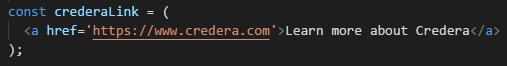 const crederaLink = (
<a href='https://www.credera.com'>Learn more about Credera</a>
);